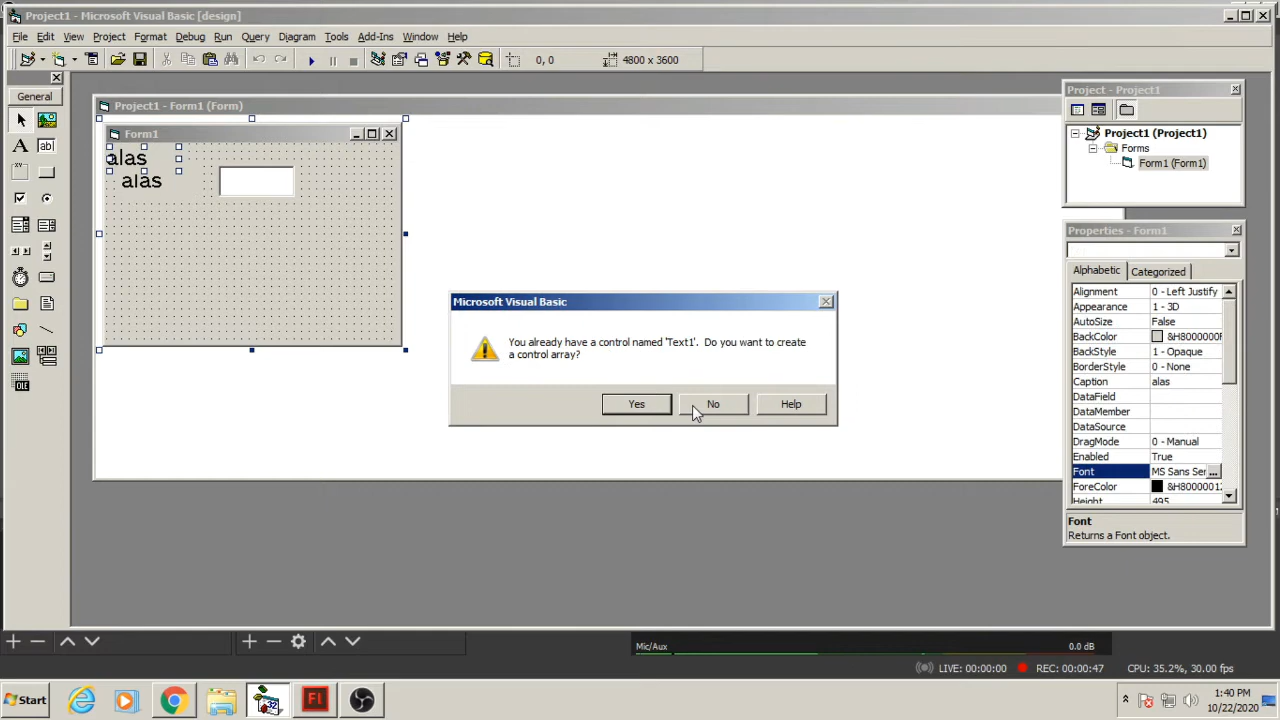 Project1 - Microsoft Visual Basic [design]
File Edit View Project Format Debug Run Query Diagram Tools Add-Ins Window Help
0, 0 4800 x 3600
General
Project1 - Form1 (Form)
Form1
alas
alas
Project - Project1
Project1 (Project1)
Forms
Form1 (Form1)
Properties - Form1
Alphabetic Categorized
Alignment 0 - Left Justify
Appearance 1 - 3D
AutoSize False
BackColor &H8000000F
BackStyle 1 - Opaque
BorderStyle 0 - None
Caption alas
DataField
DataMember
DataSource
DragMode 0 - Manual
Enabled True
Font MS Sans Ser ...
ForeColor &H80000012
Height 495
Font
Returns a Font object.
Microsoft Visual Basic
You already have a control named 'Text1'. Do you want to create
a control array?
Yes No Help
Mic/Aux 0.0 dB
LIVE: 00:00:00 REC: 00:00:47 CPU: 35.2%, 30.00 fps
Start
1:40 PM
10/22/2020